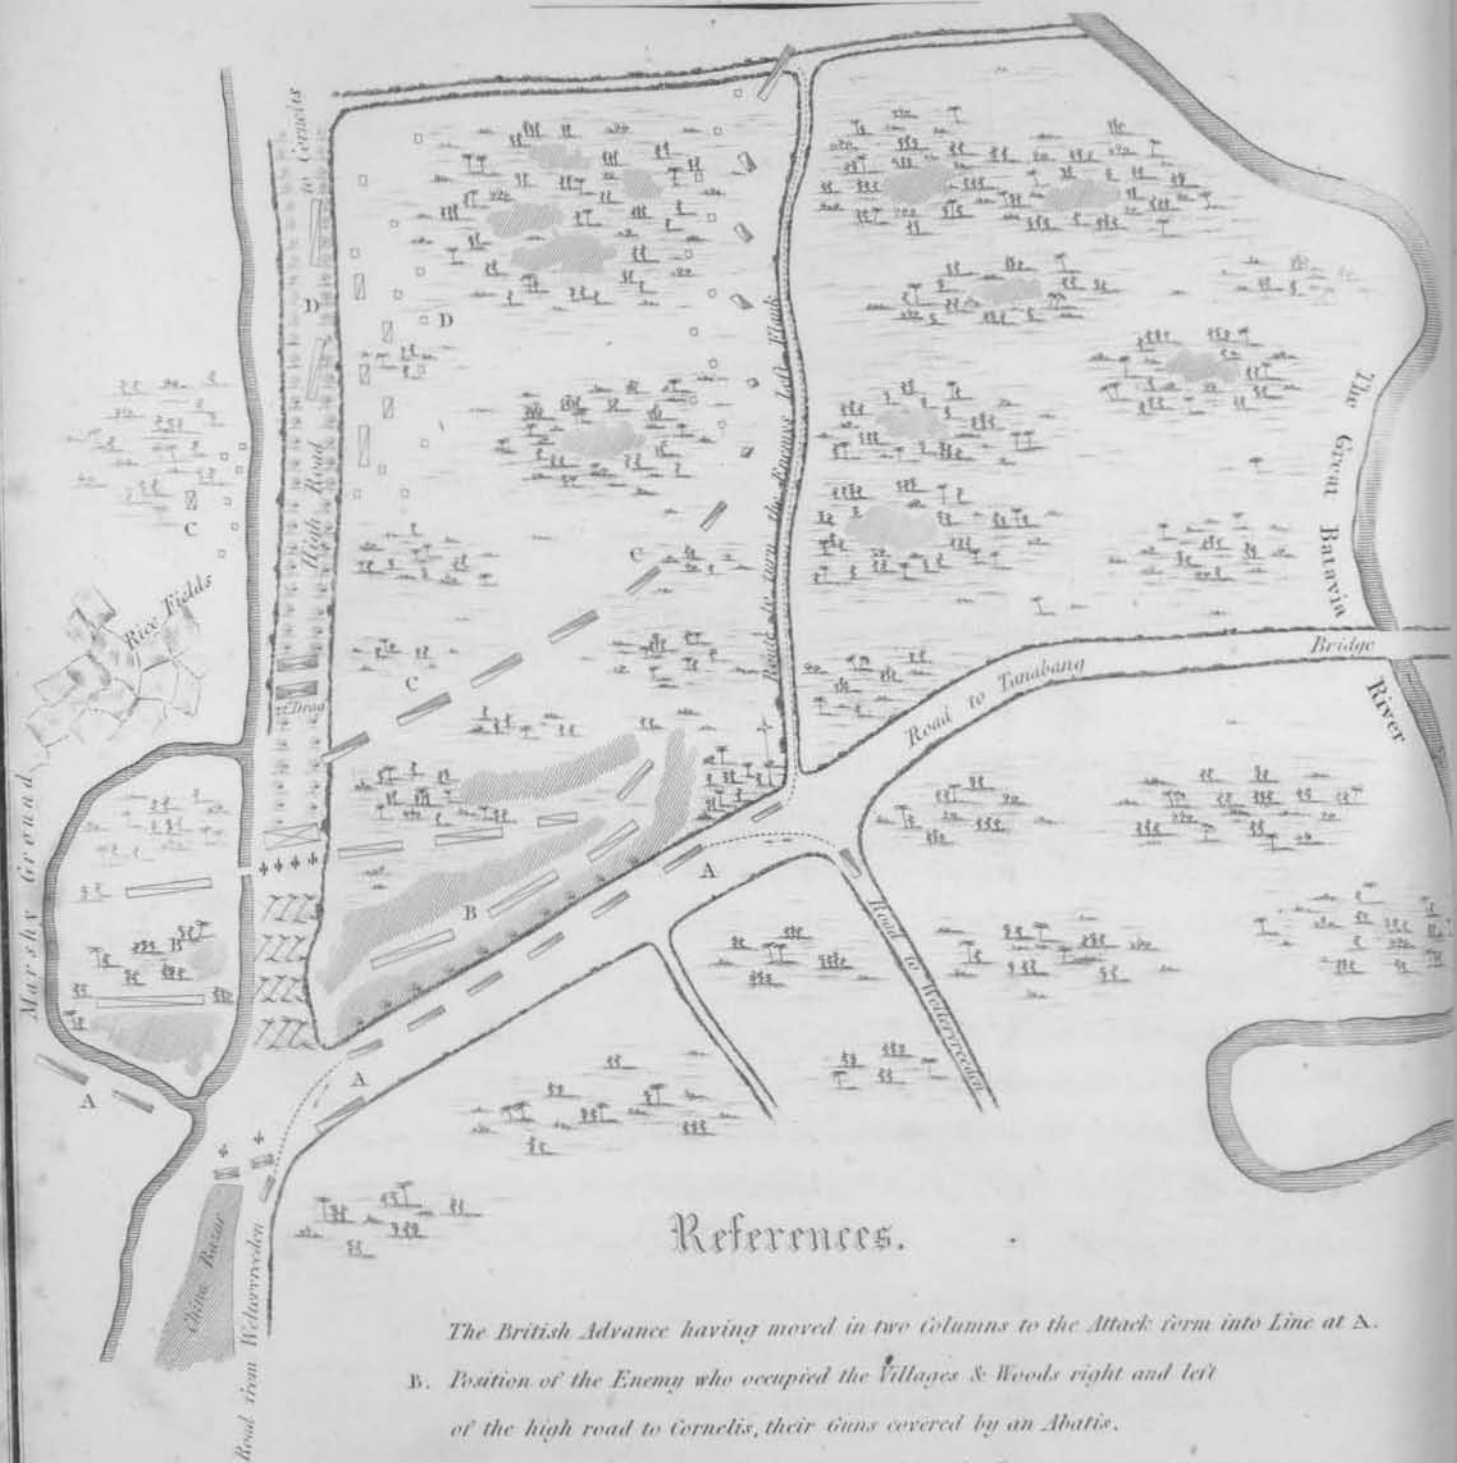 to Cornelis
D
D
Route to turn the Enemys Left Flank
High Road
The Great Batavia
River
C
C
C
Rice Fields
Drag
Road to Tanabang
Bridge
Marshy Ground
A
B
B
Road to Weltervreeden
A
A
China Bazar
Road from Weltervreeden
References.
The British Advance having moved in two Columns to the Attack form into Line at A.
B. Position of the Enemy who occupied the Villages & Woods right and left
of the high road to Cornelis, their Guns covered by an Abatis.